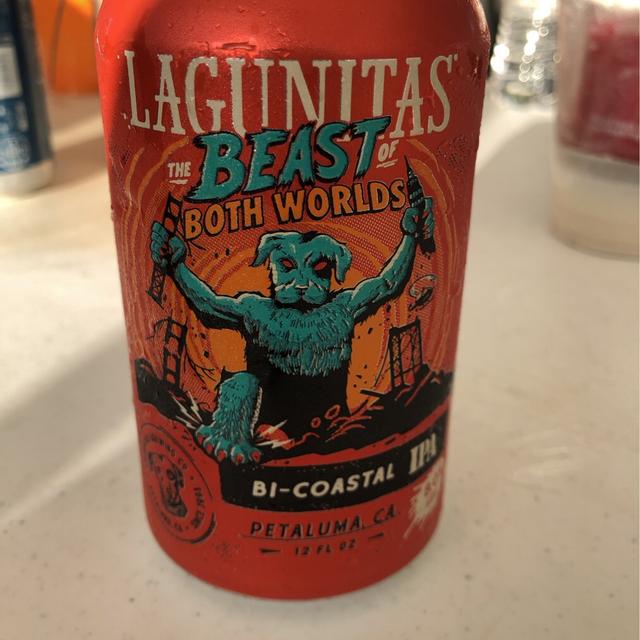 LAGUNITAS
THE BEAST OF
BOTH WORLDS
BI-COASTAL IPA
PETALUMA, CA.
12 FL OZ